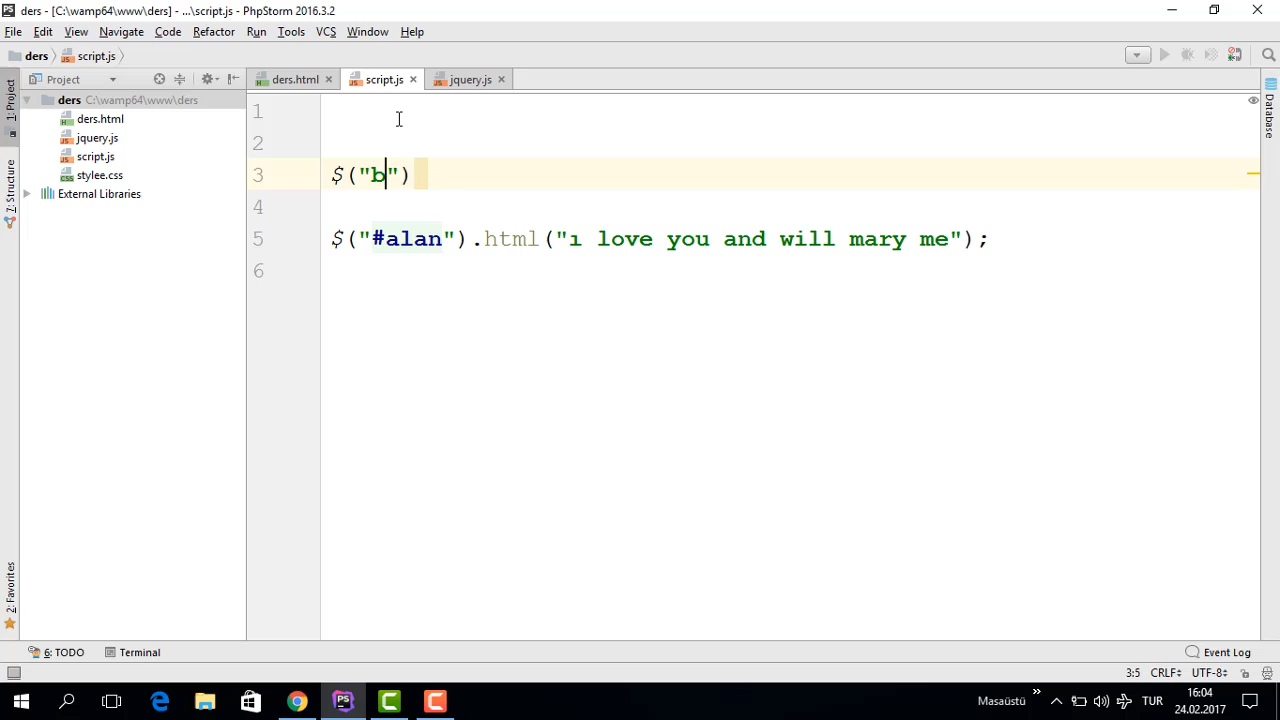 ders - [C:\wamp64\www\ders] - ...\script.js - PhpStorm 2016.3.2
File Edit View Navigate Code Refactor Run Tools VCS Window Help
ders script.js
Project
ders.html script.js jquery.js
1: Project
7: Structure
2: Favorites
Database
ders C:\wamp64\www\ders
ders.html
jquery.js
script.js
stylee.css
External Libraries
1
2
3 $("b")
4
5 $("#alan").html("ı love you and will mary me");
6
6: TODO Terminal Event Log
3:5 CRLF UTF-8
Masaüstü » TUR 16:04
24.02.2017